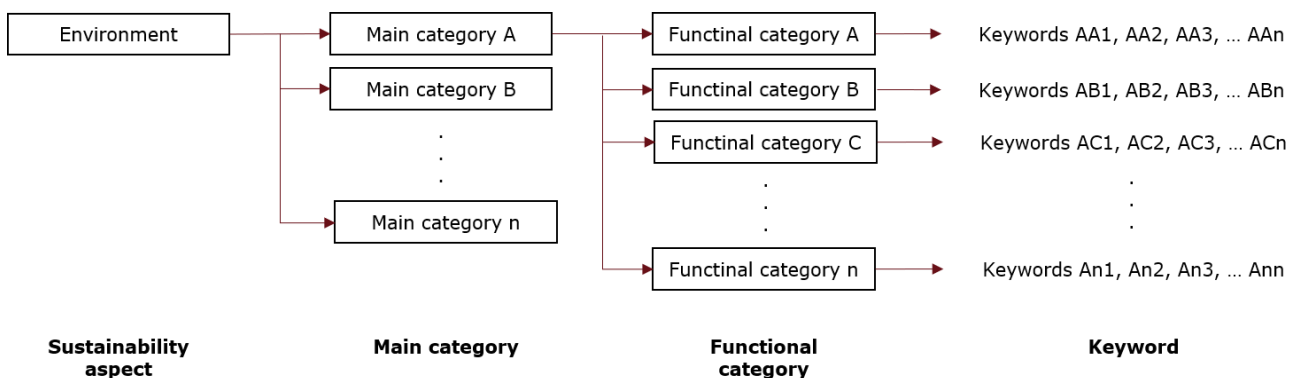 Environment
Main category A
Functinal category A
Keywords AA1, AA2, AA3, ... AAn
Main category B
Functinal category B
Keywords AB1, AB2, AB3, ... ABn
Functinal category C
Keywords AC1, AC2, AC3, ... ACn
Main category n
Functinal category n
Keywords An1, An2, An3, ... Ann
Sustainability
aspect
Main category
Functional
category
Keyword